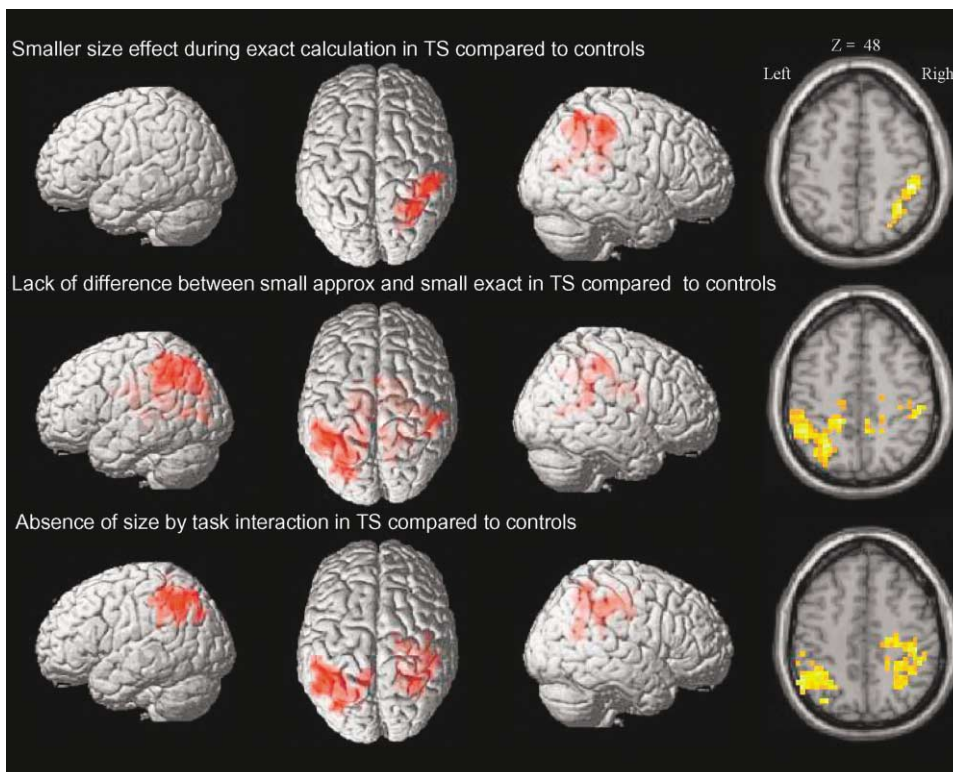 Smaller size effect during exact calculation in TS compared to controls
Z = 48
Left
Right
Lack of difference between small approx and small exact in TS compared to controls
Absence of size by task interaction in TS compared to controls